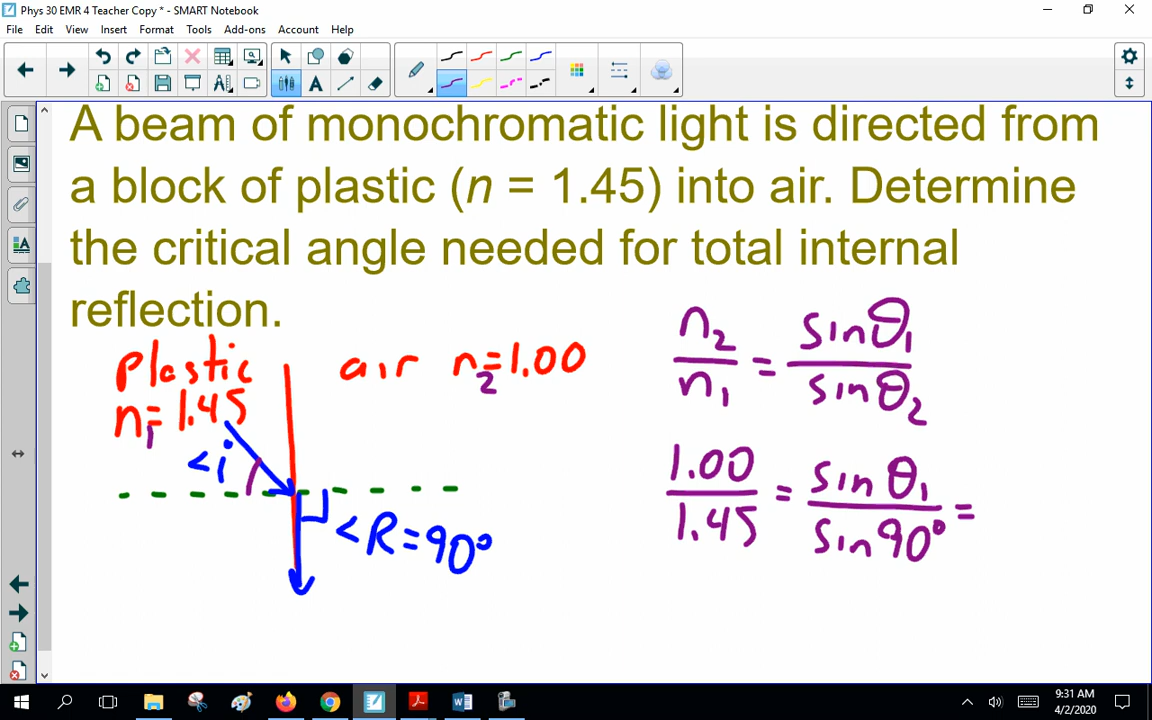 Phys 30 EMR 4 Teacher Copy * - SMART Notebook
File Edit View Insert Format Tools Add-ons Account Help
A beam of monochromatic light is directed from
a block of plastic (n = 1.45) into air. Determine
the critical angle needed for total internal
reflection.
plastic
n₁ = 1.45
<i
air n₂ = 1.00
<R = 90°
n₂/n₁ = sinθ₁/sinθ₂
1.00/1.45 = sinθ₁/sin90° =
9:31 AM
4/2/2020